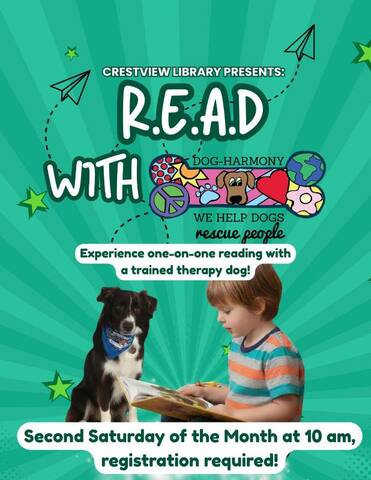 CRESTVIEW LIBRARY PRESENTS:
R.E.A.D
WITH
DOG-HARMONY
WE HELP DOGS
rescue people
Experience one-on-one reading with
a trained therapy dog!
Second Saturday of the Month at 10 am,
registration required!